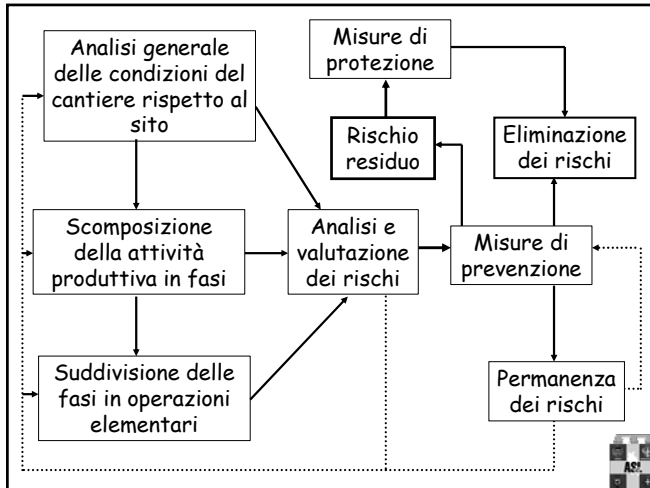 Analisi generale
delle condizioni del
cantiere rispetto al
sito
Misure di
protezione
Rischio
residuo
Eliminazione
dei rischi
Scomposizione
della attività
produttiva in fasi
Analisi e
valutazione
dei rischi
Misure di
prevenzione
Suddivisione delle
fasi in operazioni
elementari
Permanenza
dei rischi
ASL